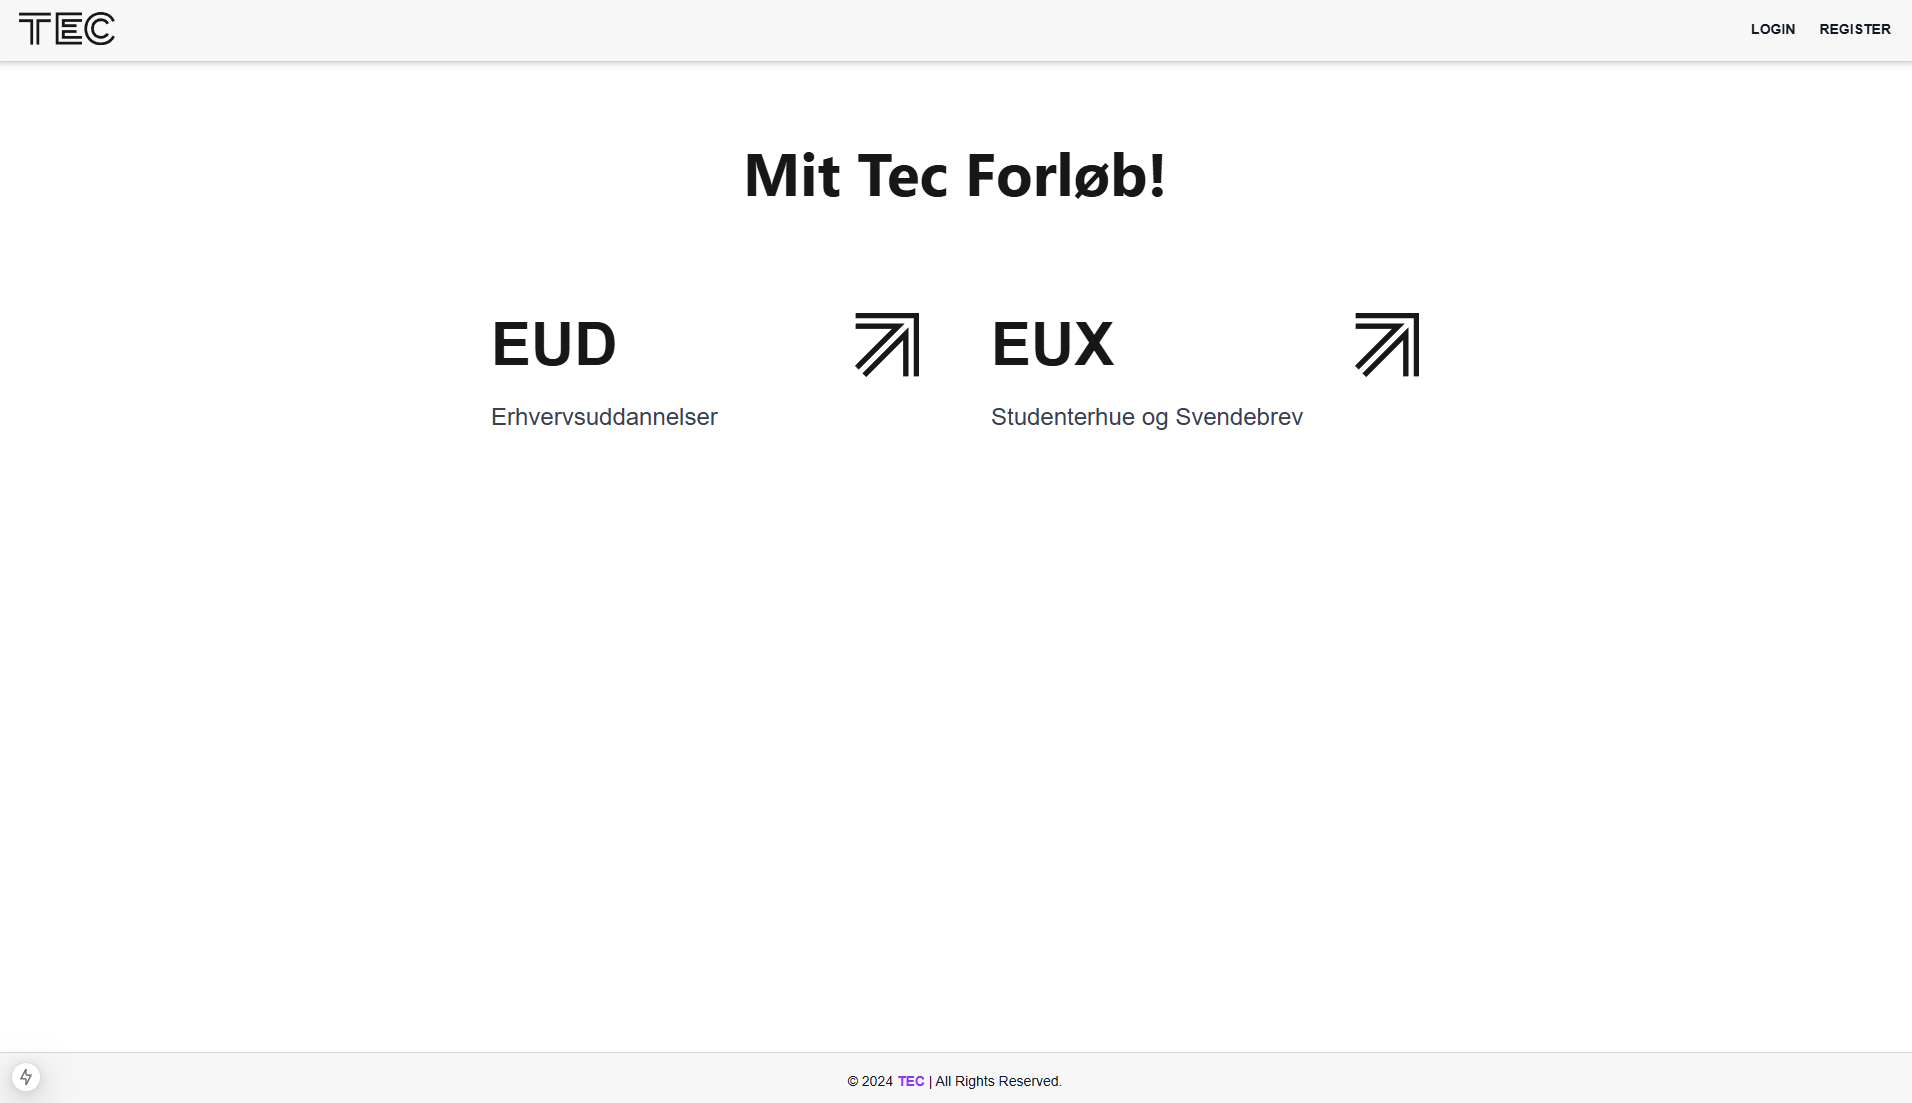 TEC
LOGIN
REGISTER
Mit Tec Forløb!
EUD
Erhvervsuddannelser
EUX
Studenterhue og Svendebrev
© 2024 TEC | All Rights Reserved.